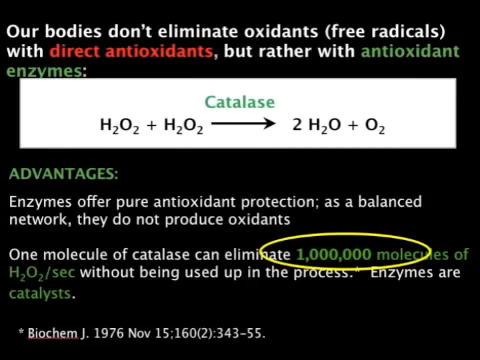 Our bodies don't eliminate oxidants (free radicals)
with direct antioxidants, but rather with antioxidant
enzymes:
Catalase
H₂O₂ + H₂O₂ ⟶ 2 H₂O + O₂
ADVANTAGES:
Enzymes offer pure antioxidant protection; as a balanced
network, they do not produce oxidants
One molecule of catalase can eliminate 1,000,000 molecules of
H₂O₂/sec without being used up in the process.* Enzymes are
catalysts.
* Biochem J. 1976 Nov 15;160(2):343-55.